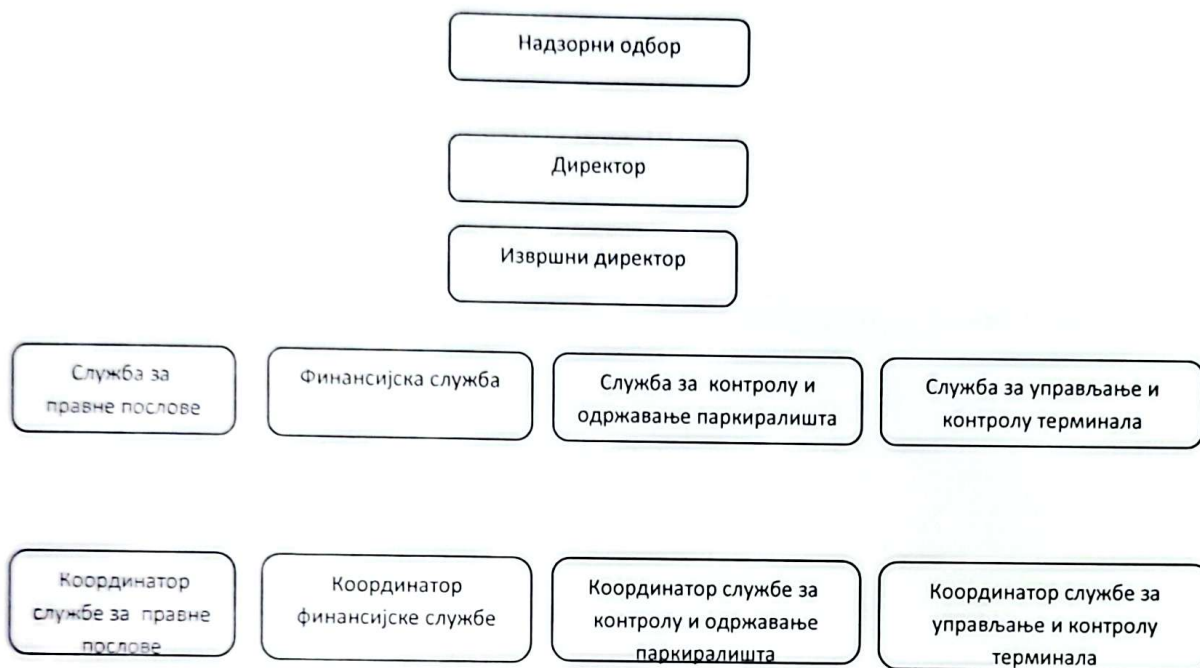 Надзорни одбор
Директор
Извршни директор
Служба за
правне послове
Финансијска служба
Служба за контролу и
одржавање паркиралишта
Служба за управљање и
контролу терминала
Координатор
службе за правне
послове
Координатор
финансијске службе
Координатор службе за
контролу и одржавање
паркиралишта
Координатор службе за
управљање и контролу
терминала